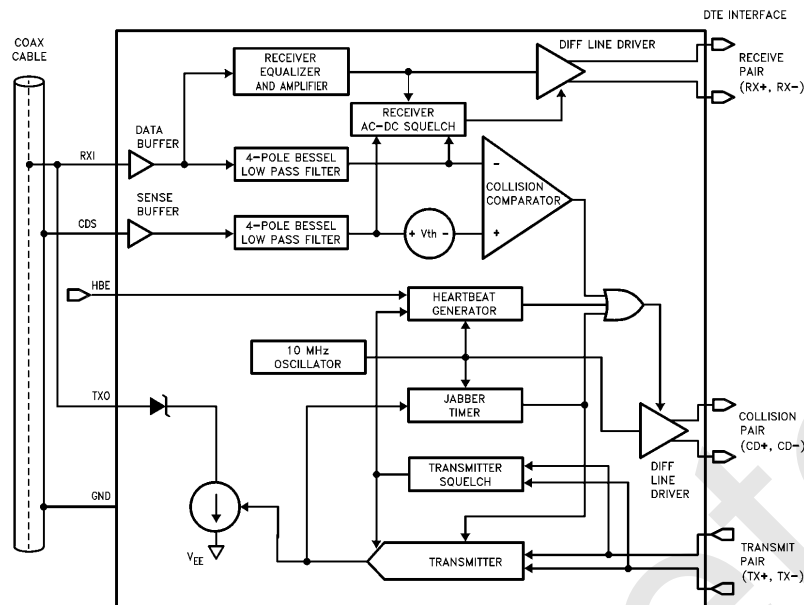 DTE INTERFACE
COAX
CABLE
RECEIVER
EQUALIZER
AND AMPLIFIER
DIFF LINE DRIVER
RECEIVE
PAIR
(RX+, RX-)
RECEIVER
AC-DC SQUELCH
DATA
BUFFER
RXI
4-POLE BESSEL
LOW PASS FILTER
-
COLLISION
COMPARATOR
SENSE
BUFFER
CDS
4-POLE BESSEL
LOW PASS FILTER
+ Vth -
+
HBE
HEARTBEAT
GENERATOR
10 MHz
OSCILLATOR
TXO
JABBER
TIMER
COLLISION
PAIR
(CD+, CD-)
DIFF
LINE
DRIVER
TRANSMITTER
SQUELCH
GND
VEE
TRANSMITTER
TRANSMIT
PAIR
(TX+, TX-)